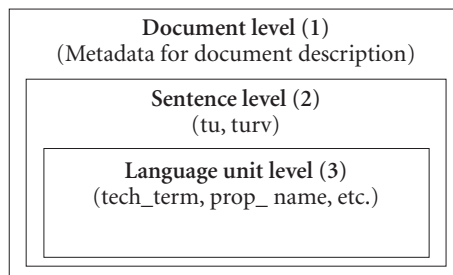 Document level (1)
(Metadata for document description)
Sentence level (2)
(tu, turv)
Language unit level (3)
(tech_term, prop_ name, etc.)